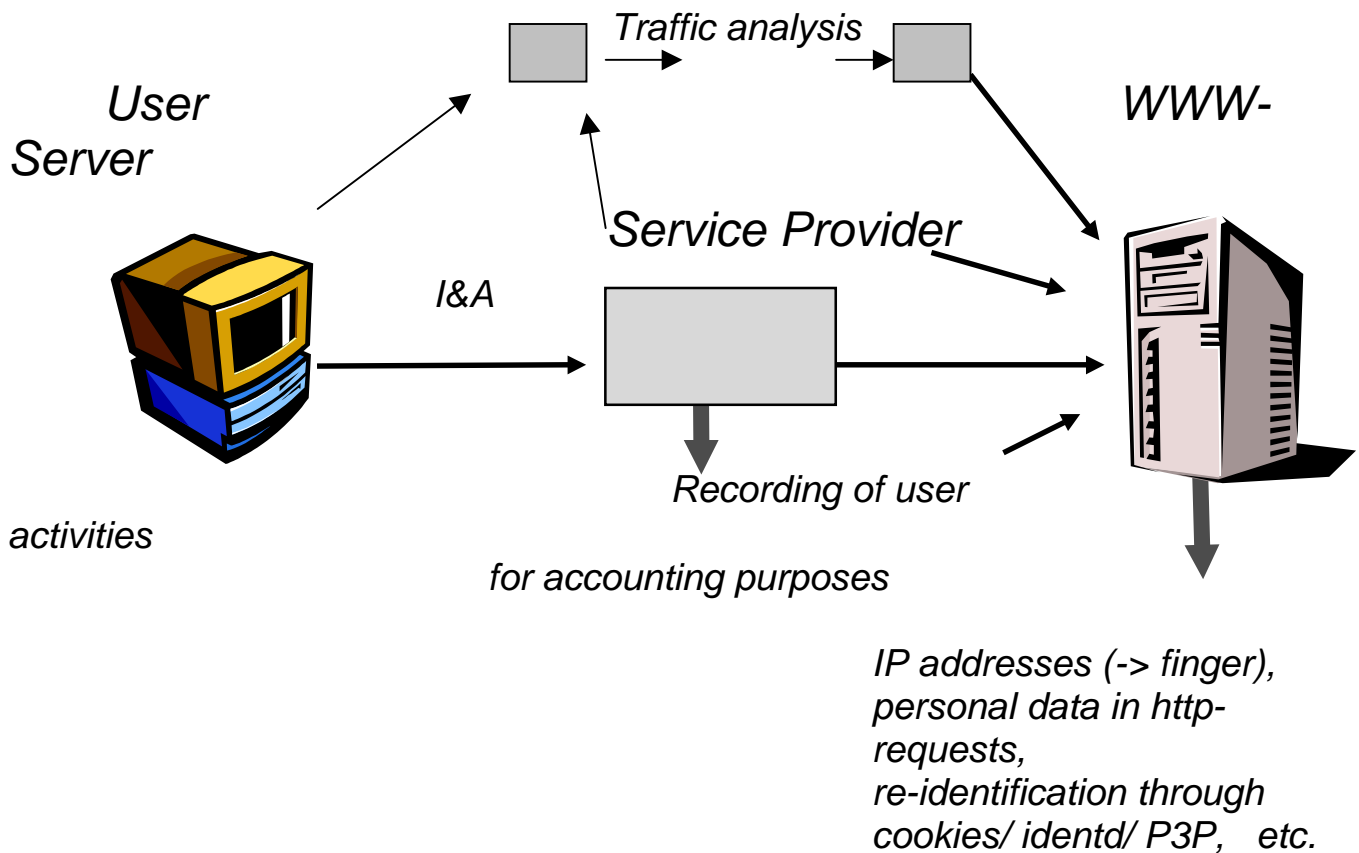 Traffic analysis
User WWW-
Server
Service Provider
I&A
Recording of user
activities
for accounting purposes
IP addresses (-> finger),
personal data in http-
requests,
re-identification through
cookies/ identd/ P3P, etc.